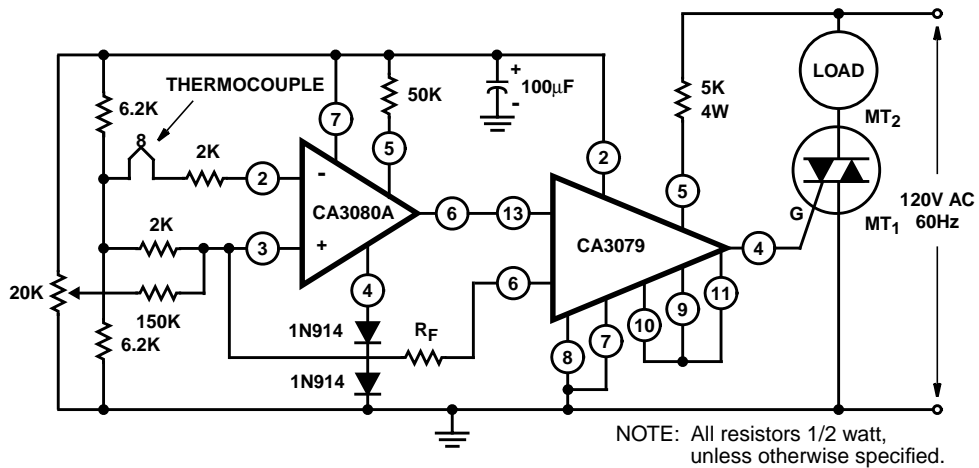 THERMOCOUPLE
6.2K
8
2K
2
7
50K
5
+
100μF
-
2
5K
4W
5
LOAD
MT2
-
CA3080A
+
6
13
CA3079
4
G
MT1
120V AC
60Hz
2K
3
20K
150K
6.2K
4
6
1N914
RF
1N914
8
7
10
9
11
NOTE: All resistors 1/2 watt,
unless otherwise specified.